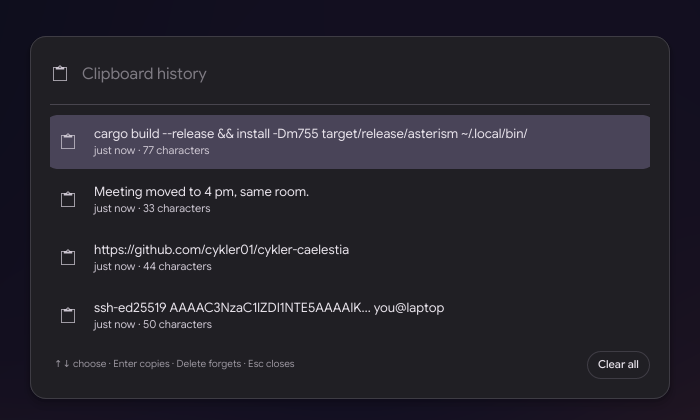 Clipboard history
cargo build --release && install -Dm755 target/release/asterism ~/.local/bin/
just now · 77 characters
Meeting moved to 4 pm, same room.
just now · 33 characters
https://github.com/cykler01/cykler-caelestia
just now · 44 characters
ssh-ed25519 AAAAC3NzaC1lZDI1NTE5AAAAIK... you@laptop
just now · 50 characters
↑ ↓ choose · Enter copies · Delete forgets · Esc closes
Clear all